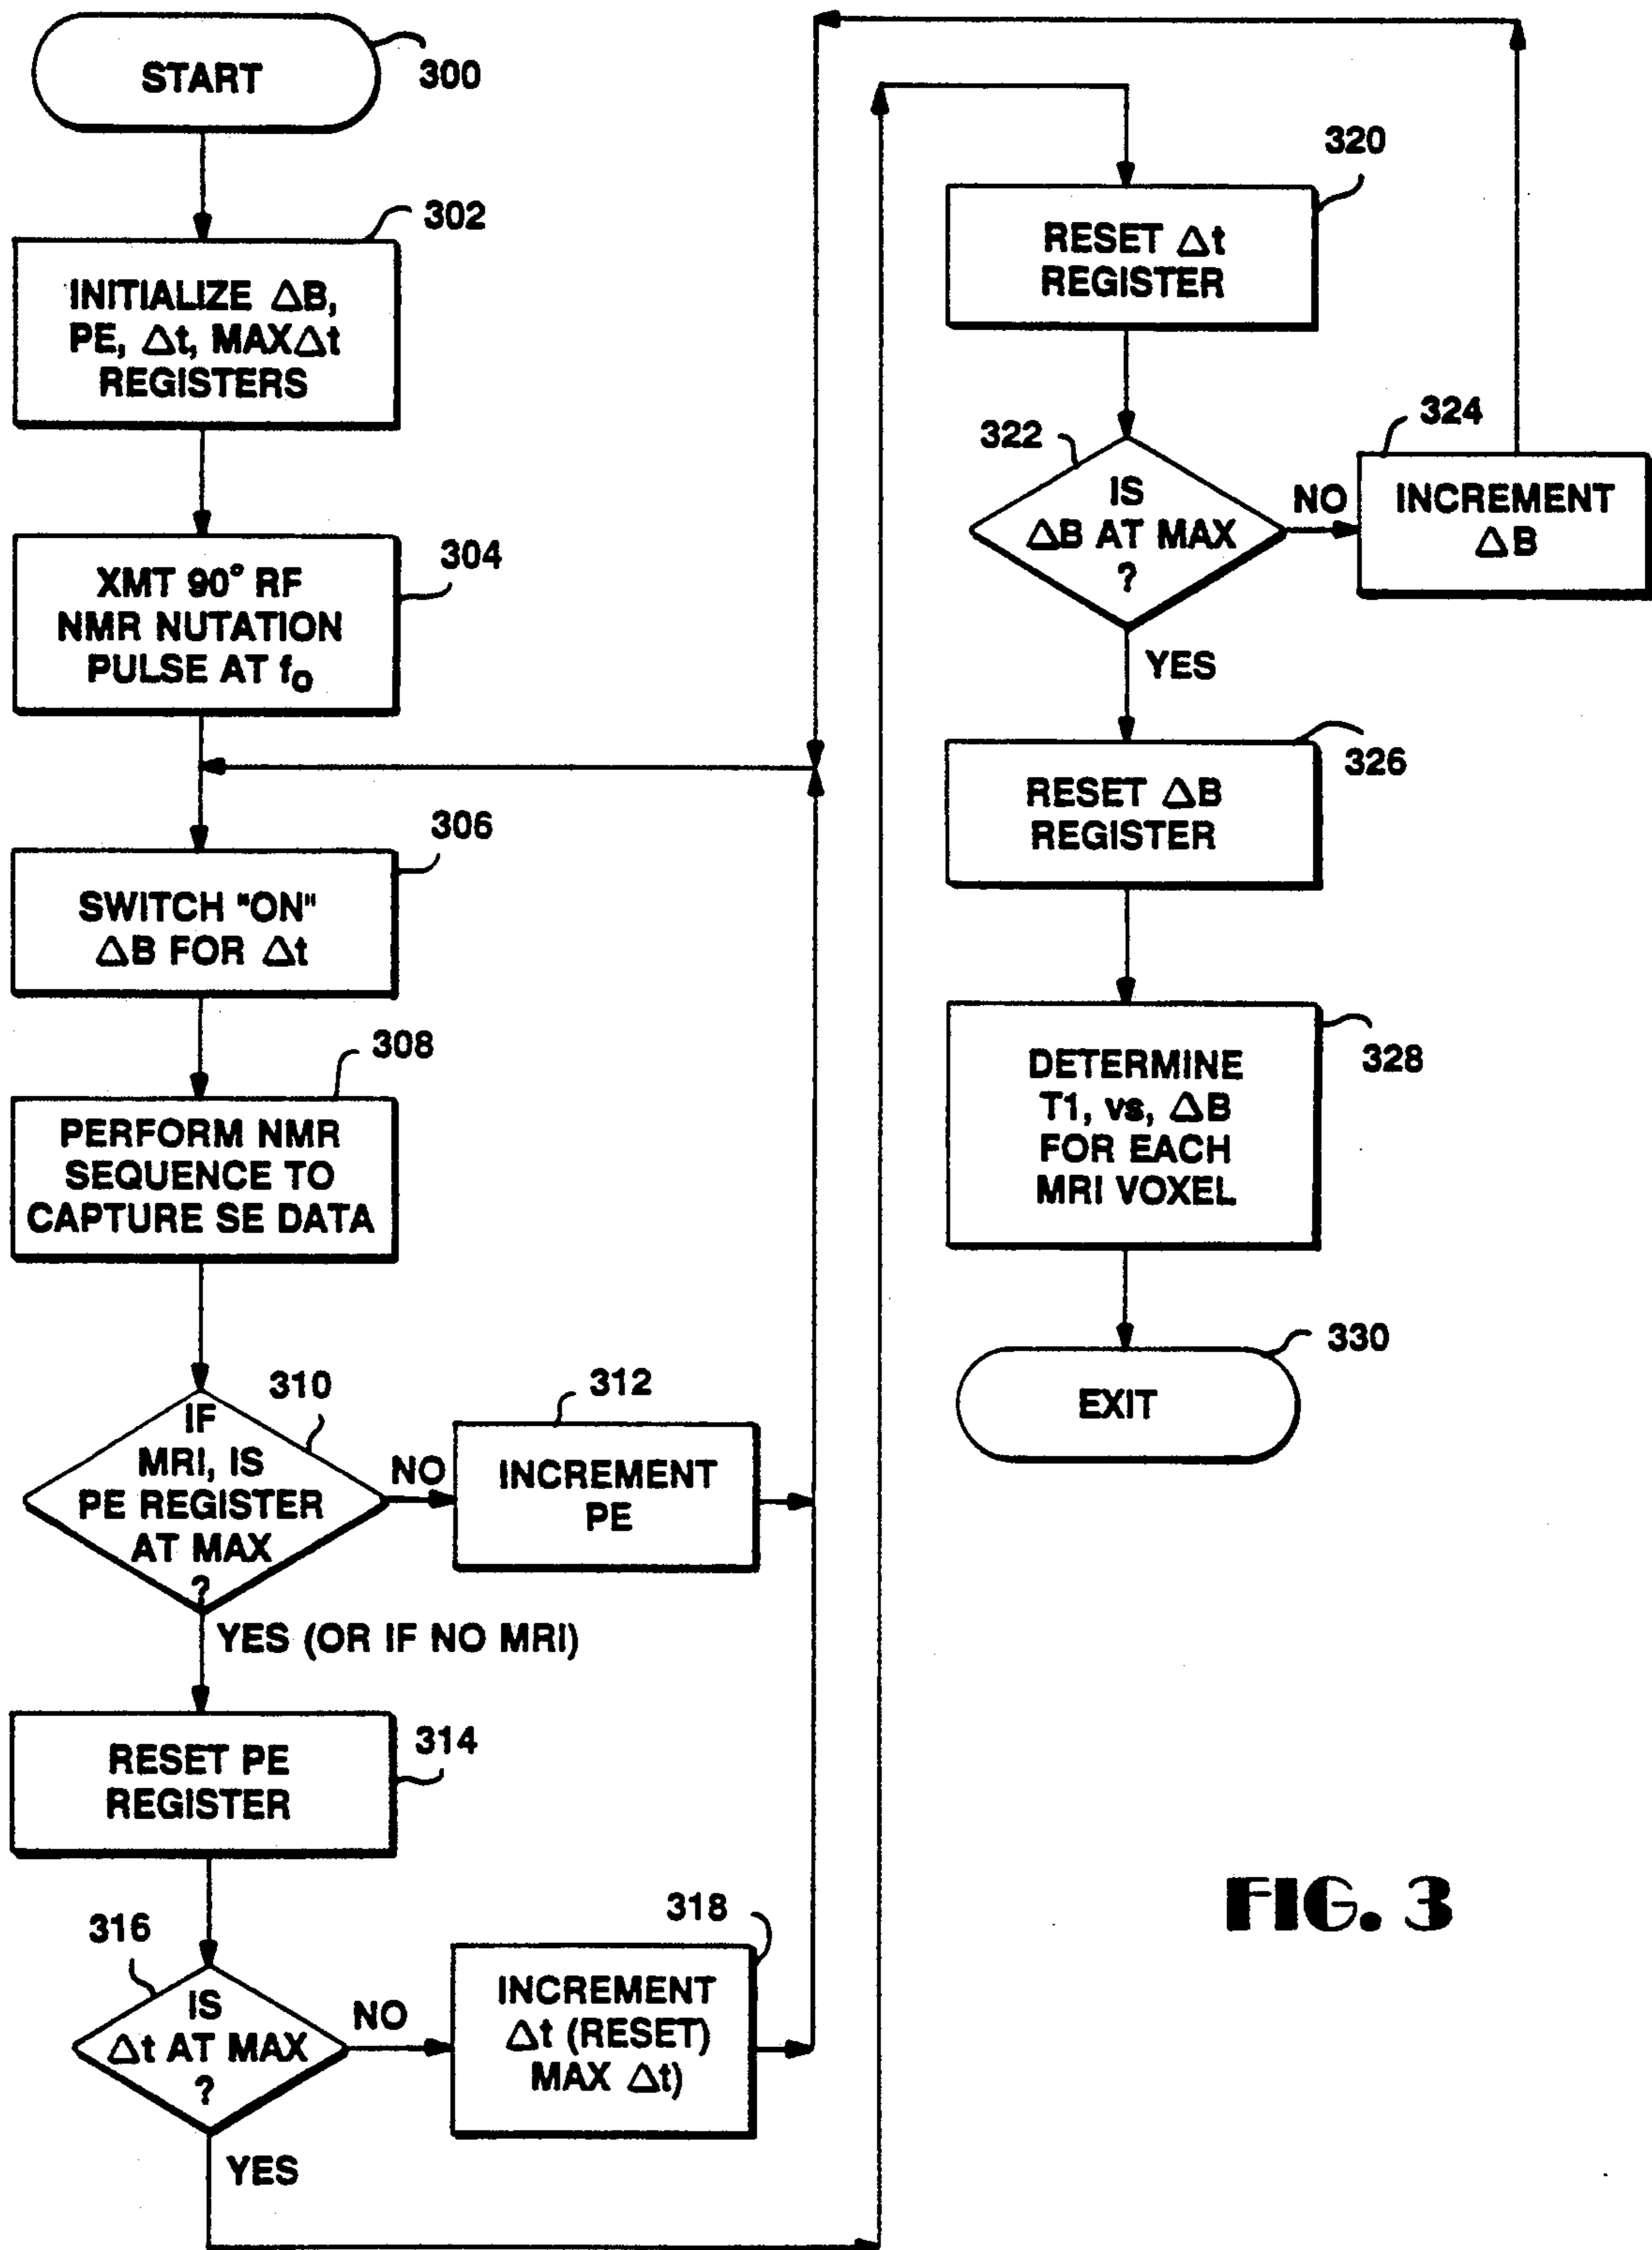 START
300
302
INITIALIZE ΔB,
PE, Δt, MAXΔt
REGISTERS
304
XMT 90° RF
NMR NUTATION
PULSE AT fo
306
SWITCH "ON"
ΔB FOR Δt
308
PERFORM NMR
SEQUENCE TO
CAPTURE SE DATA
310
IF
MRI, IS
PE REGISTER
AT MAX
?
NO
312
INCREMENT
PE
YES (OR IF NO MRI)
314
RESET PE
REGISTER
316
IS
Δt AT MAX
?
NO
318
INCREMENT
Δt (RESET)
MAX Δt)
YES
320
RESET Δt
REGISTER
322
IS
ΔB AT MAX
?
NO
324
INCREMENT
ΔB
YES
326
RESET ΔB
REGISTER
328
DETERMINE
T1, vs, ΔB
FOR EACH
MRI VOXEL
330
EXIT
FIG. 3